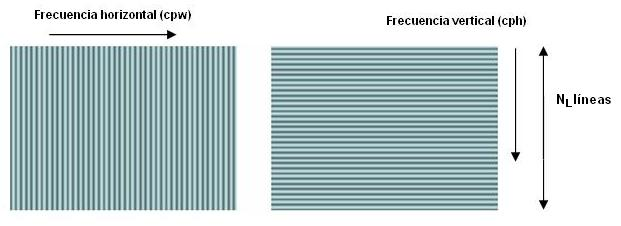 Frecuencia horizontal (cpw)
Frecuencia vertical (cph)
NL líneas